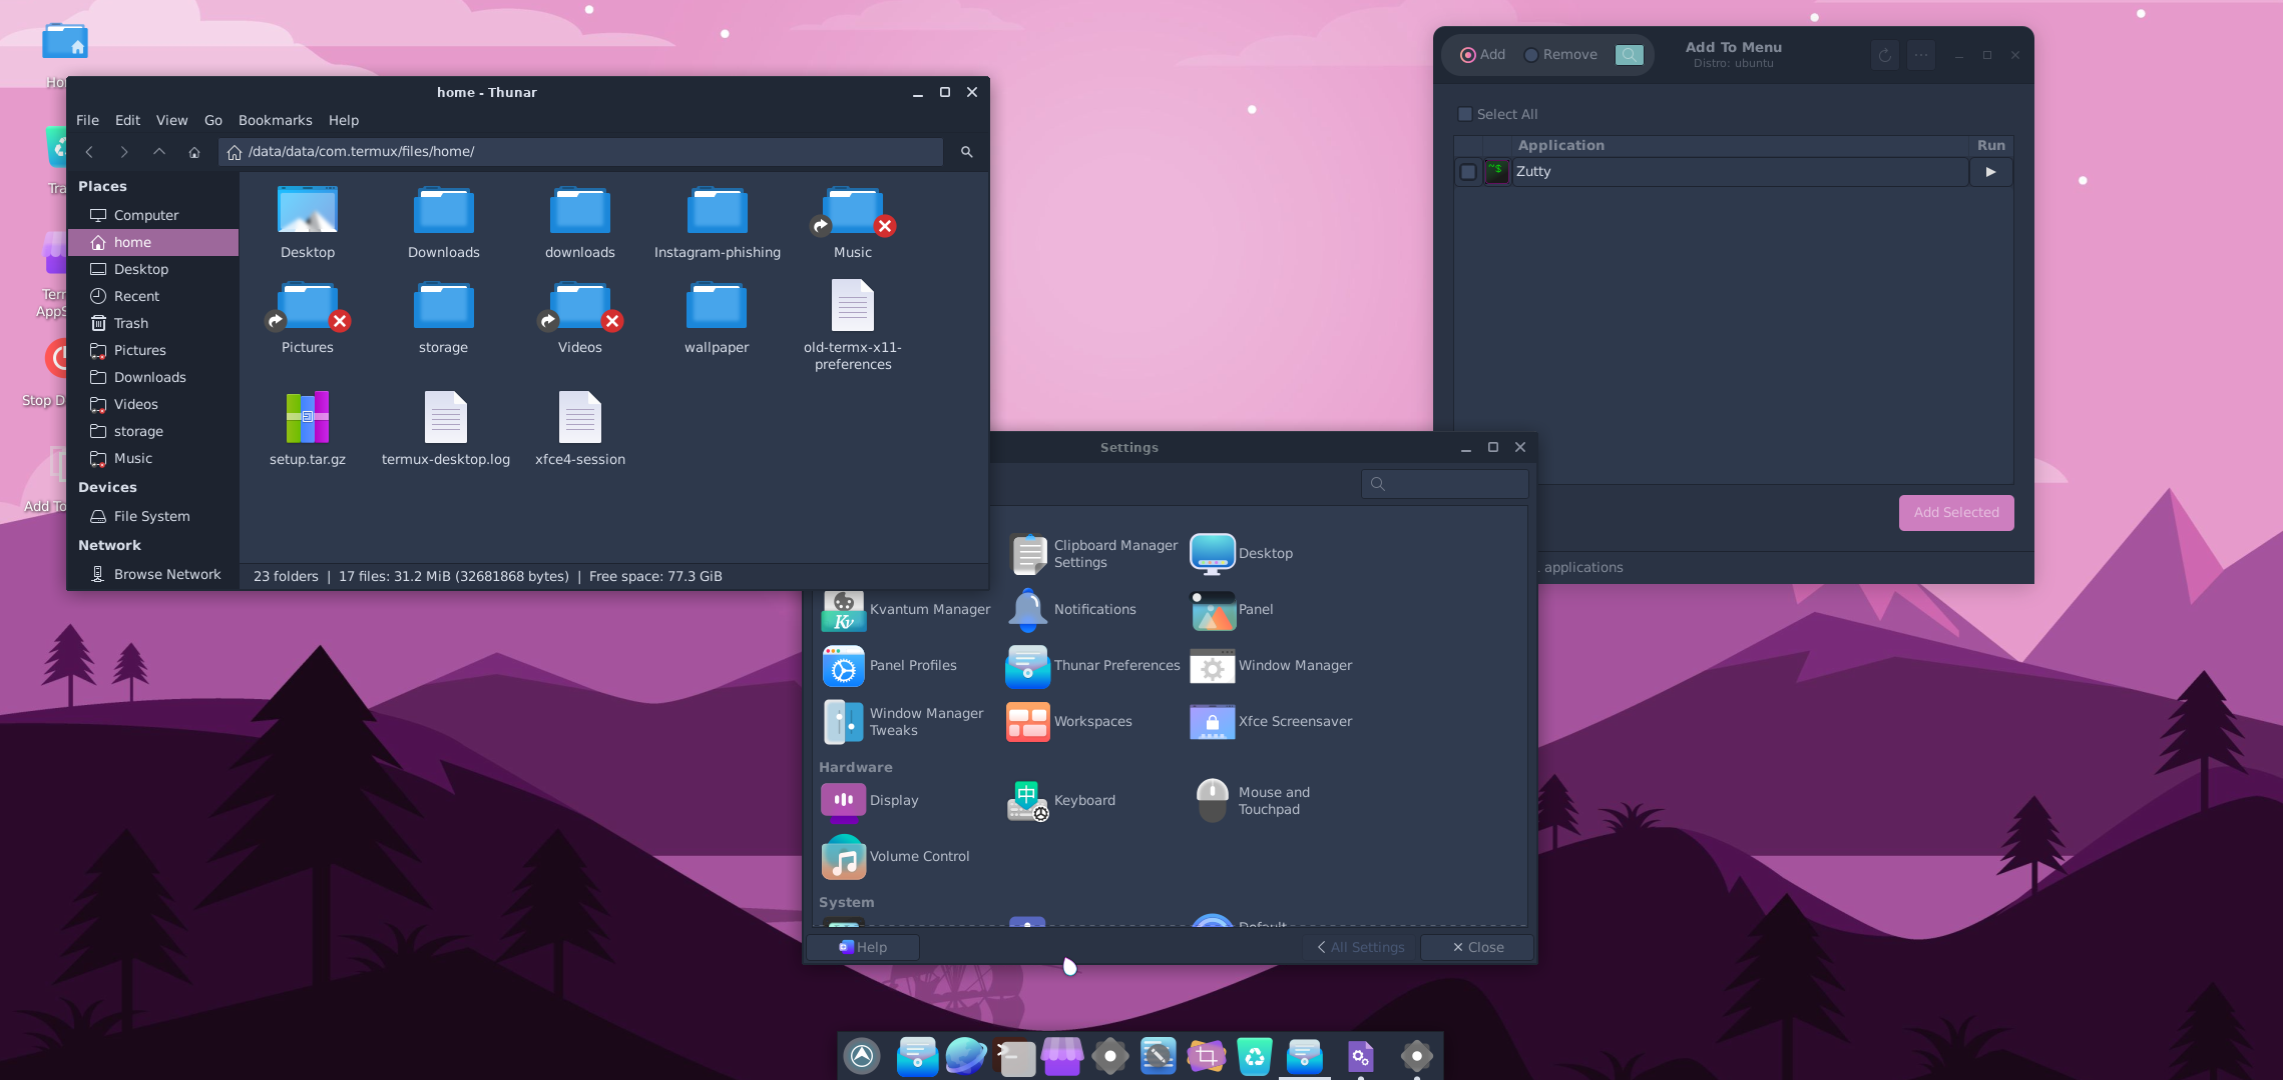 Ho
Tra
Ter
AppS
Stop D
Add To
home - Thunar
File Edit View Go Bookmarks Help
/data/data/com.termux/files/home/
Places
Computer
home
Desktop
Recent
Trash
Pictures
Downloads
Videos
storage
Music
Devices
File System
Network
Browse Network
Desktop Downloads downloads Instagram-phishing Music
Pictures storage Videos wallpaper old-termx-x11-
preferences
setup.tar.gz termux-desktop.log xfce4-session
23 folders | 17 files: 31.2 MiB (32681868 bytes) | Free space: 77.3 GiB
Add Remove
Add To Menu
Distro: ubuntu
Select All
Application Run
~$ Zutty
Add Selected
applications
Settings
Clipboard Manager
Settings
Desktop
Ky
Kvantum Manager Notifications Panel
Panel Profiles Thunar Preferences Window Manager
Window Manager
Tweaks
Workspaces Xfce Screensaver
Hardware
Display
中
Keyboard
Mouse and
Touchpad
Volume Control
System
Default
Help All Settings Close